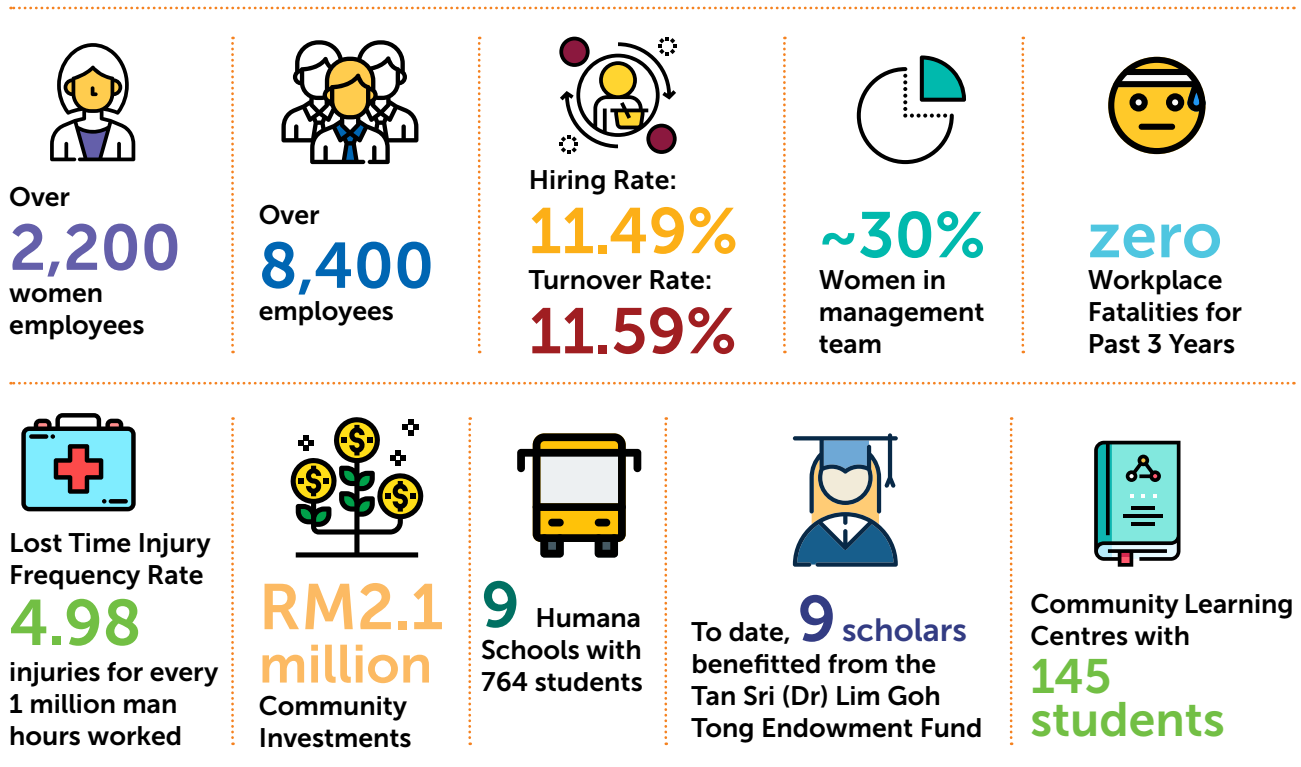 Over
2,200
women
employees
Over
8,400
employees
Hiring Rate:
11.49%
Turnover Rate:
11.59%
~30%
Women in
management
team
zero
Workplace
Fatalities for
Past 3 Years
Lost Time Injury
Frequency Rate
4.98
injuries for every
1 million man
hours worked
RM2.1
million
Community
Investments
9 Humana
Schools with
764 students
To date, 9 scholars
benefitted from the
Tan Sri (Dr) Lim Goh
Tong Endowment Fund
Community Learning
Centres with
145
students